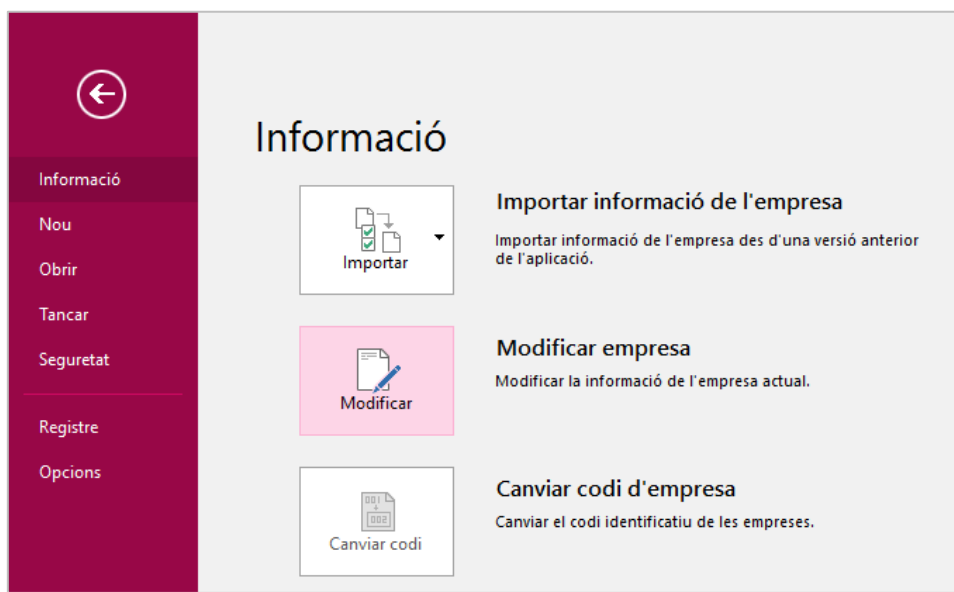 Informació
Nou
Obrir
Tancar
Seguretat
Registre
Opcions
Informació
Importar
Importar informació de l'empresa
Importar informació de l'empresa des d'una versió anterior
de l'aplicació.
Modificar
Modificar empresa
Modificar la informació de l'empresa actual.
001
002
Canviar codi
Canviar codi d'empresa
Canviar el codi identificatiu de les empreses.